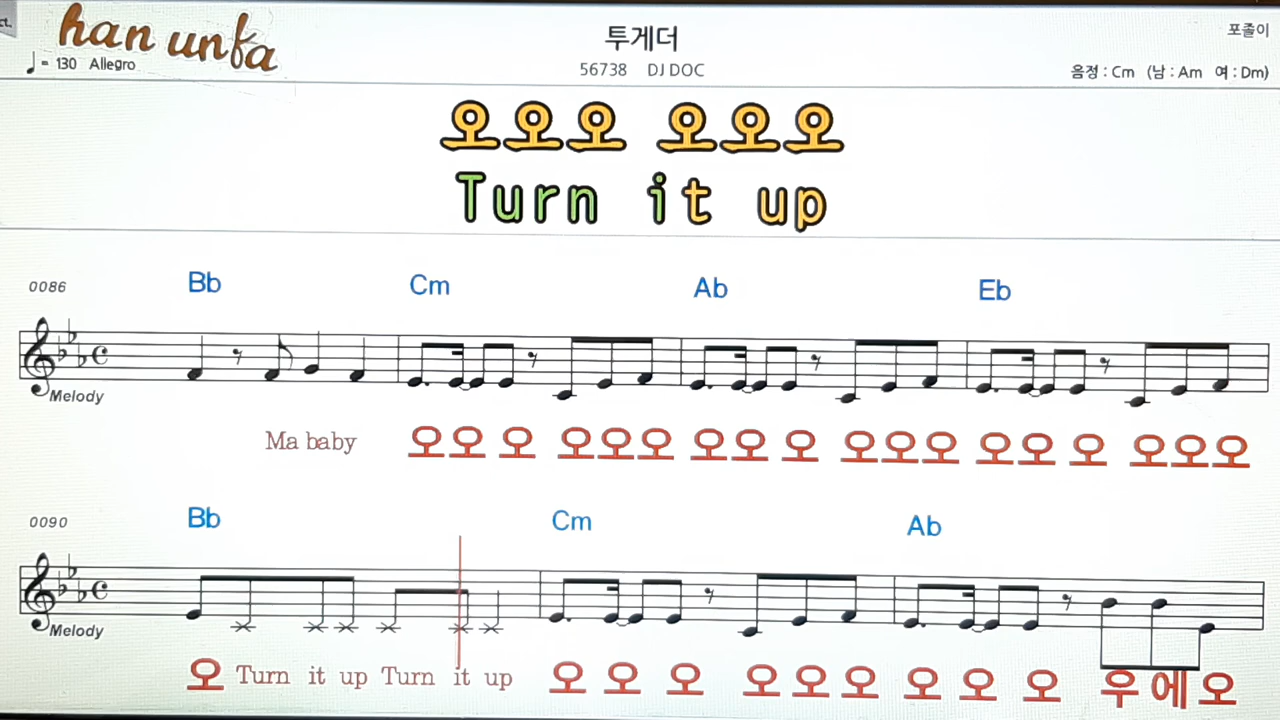 ct.
han unfa
♩= 130 Allegro
투게더
56738 DJ DOC
포졸이
음정 : Cm (남 : Am 여 : Dm)
오오오 오오오
Turn it up
0086 Bb Cm Ab Eb
Melody
Ma baby 오 오 오 오 오 오 오 오 오 오 오 오 오 오 오 오 오 오
0090 Bb Cm Ab
Melody
오 Turn it up Turn it up 오 오 오 오 오 오 오 오 오 우 에 오